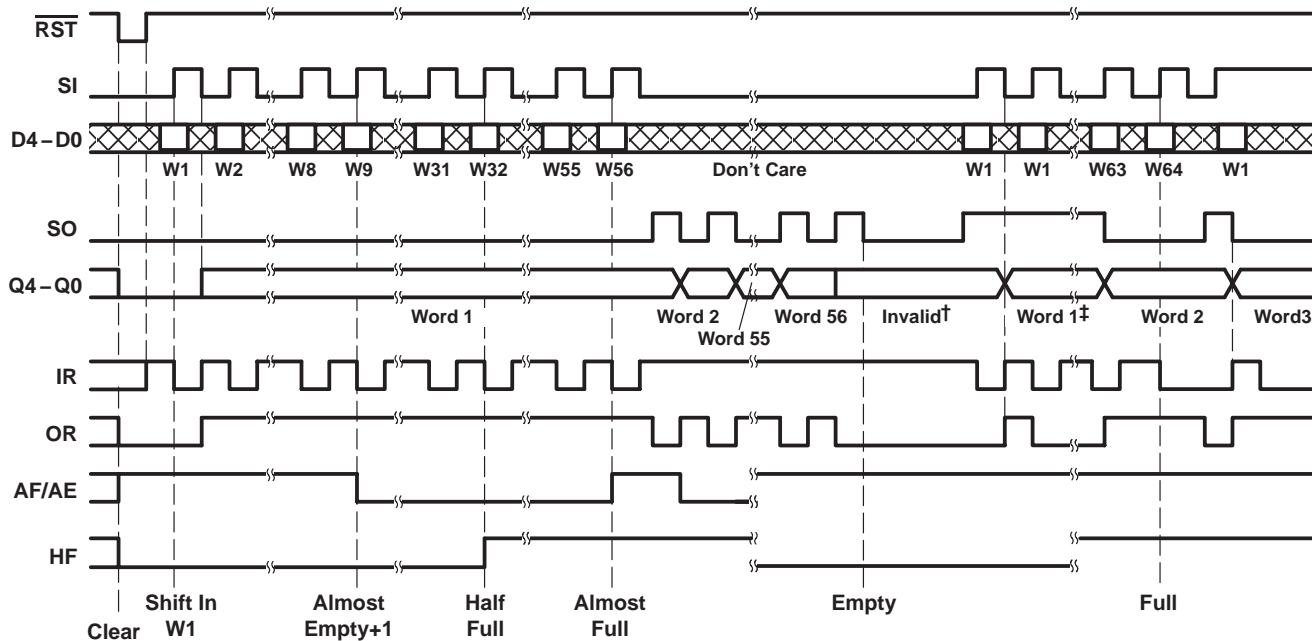 RST
SI
D4–D0
W1 W2 W8 W9 W31 W32 W55 W56 Don't Care W1 W1 W63 W64 W1
SO
Q4–Q0
Word 1 Word 2 Word 55 Word 56 Invalid† Word 1‡ Word 2 Word3
IR
OR
AF/AE
HF
Clear
Shift In
W1
Almost
Empty+1
Half
Full
Almost
Full
Empty
Full